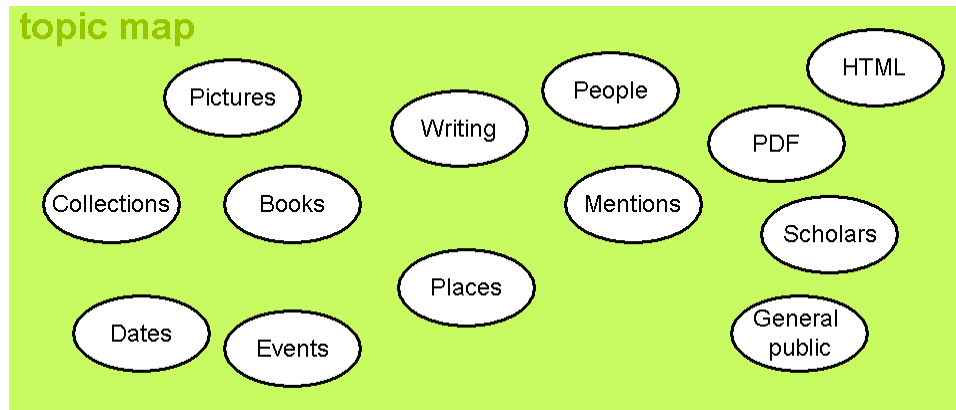 topic map
HTML
People
Pictures
Writing
PDF
Collections
Books
Mentions
Scholars
Places
General
public
Dates
Events